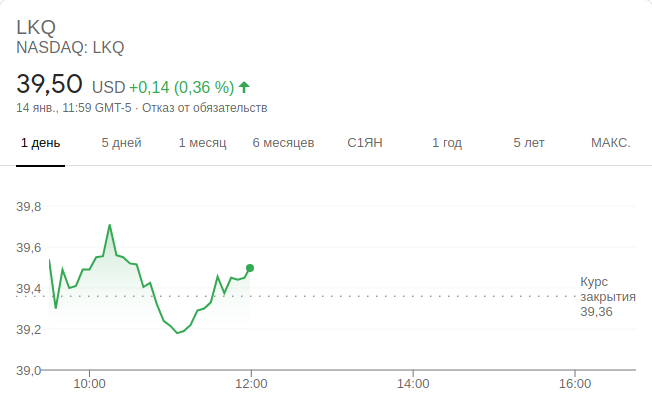 LKQ
NASDAQ: LKQ
39,50 USD +0,14 (0,36 %)
14 янв., 11:59 GMT-5 · Отказ от обязательств
1 день 5 дней 1 месяц 6 месяцев С1ЯН 1 год 5 лет МАКС.
39,8
39,6
39,4
39,2
39,0
Курс
закрытия
39,36
10:00 12:00 14:00 16:00